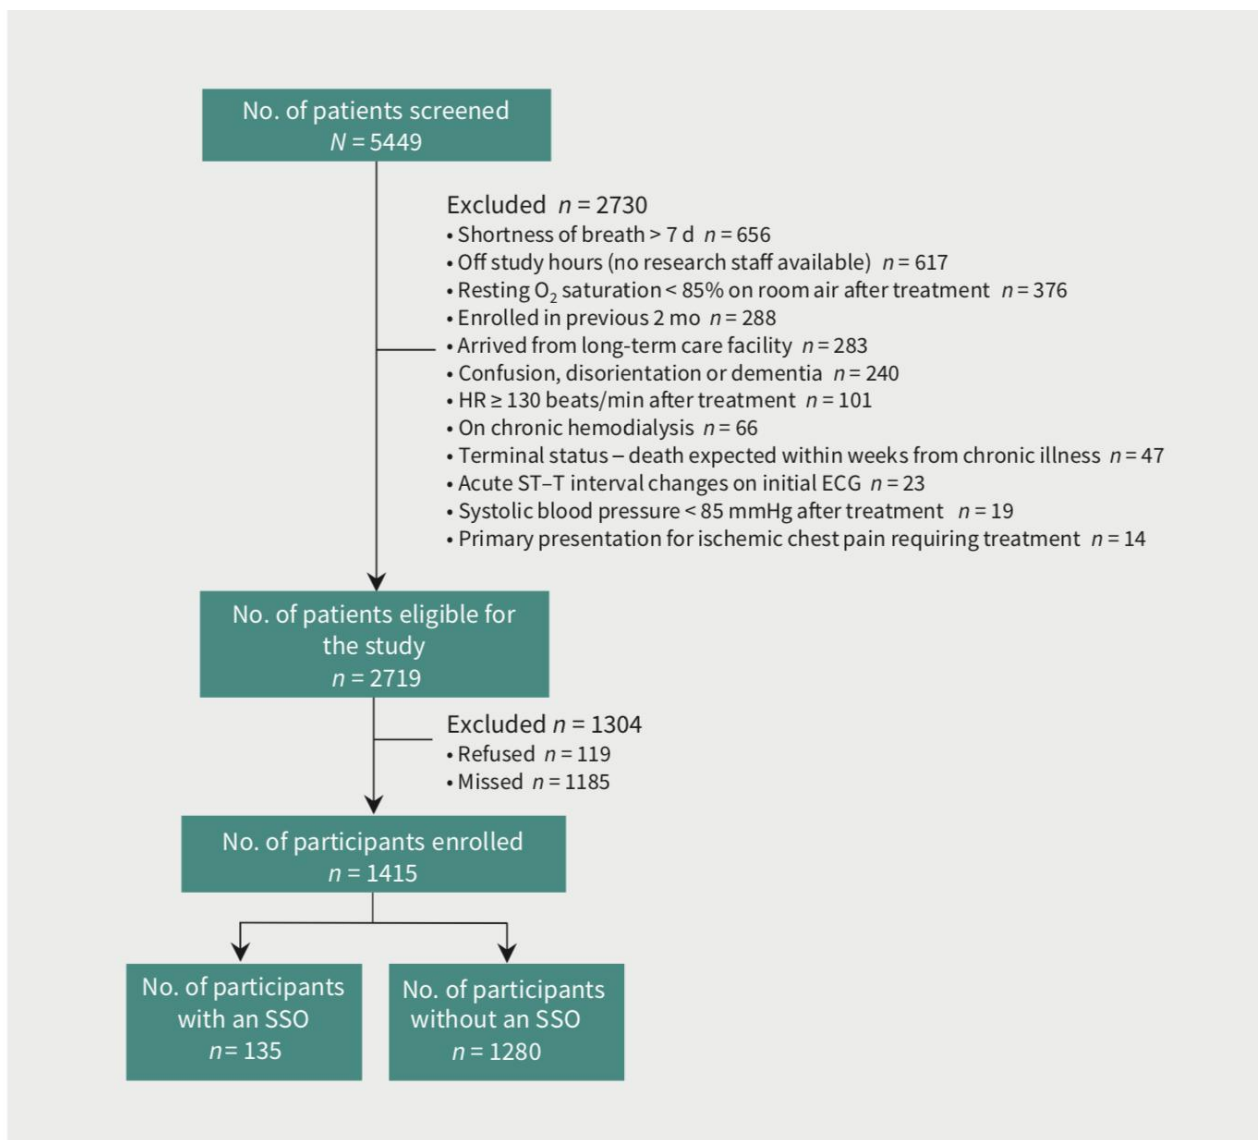 No. of patients screened
N = 5449
Excluded n = 2730
• Shortness of breath > 7 d n = 656
• Off study hours (no research staff available) n = 617
• Resting O₂ saturation < 85% on room air after treatment n = 376
• Enrolled in previous 2 mo n = 288
• Arrived from long-term care facility n = 283
• Confusion, disorientation or dementia n = 240
• HR ≥ 130 beats/min after treatment n = 101
• On chronic hemodialysis n = 66
• Terminal status – death expected within weeks from chronic illness n = 47
• Acute ST–T interval changes on initial ECG n = 23
• Systolic blood pressure < 85 mmHg after treatment n = 19
• Primary presentation for ischemic chest pain requiring treatment n = 14
No. of patients eligible for
the study
n = 2719
Excluded n = 1304
• Refused n = 119
• Missed n = 1185
No. of participants enrolled
n = 1415
No. of participants
with an SSO
n = 135
No. of participants
without an SSO
n = 1280